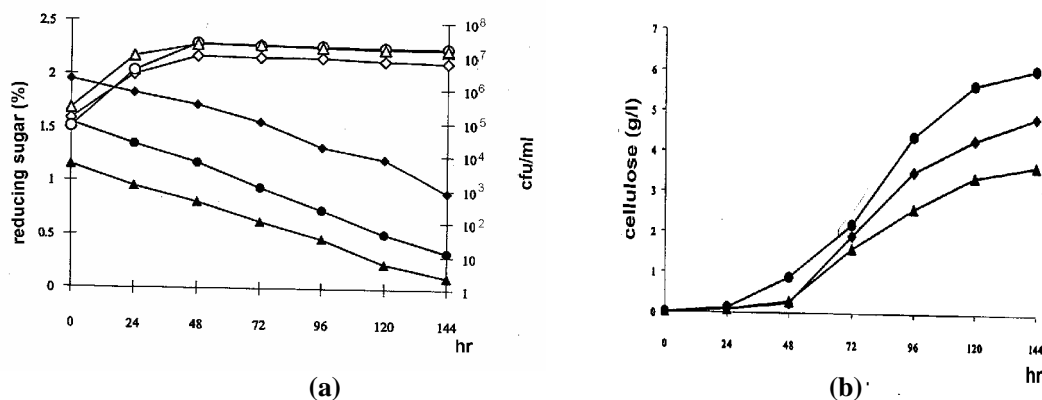 reducing sugar (%)
2.5
2
1.5
1
0.5
0
10⁸
10⁷
10⁶
10⁵
10⁴
10³
10²
10
1
cfu/ml
0 24 48 72 96 120 144
hr
(a)
cellulose (g/l)
7
6
5
4
3
2
1
0
0 24 48 72 96 120 144
hr
(b)